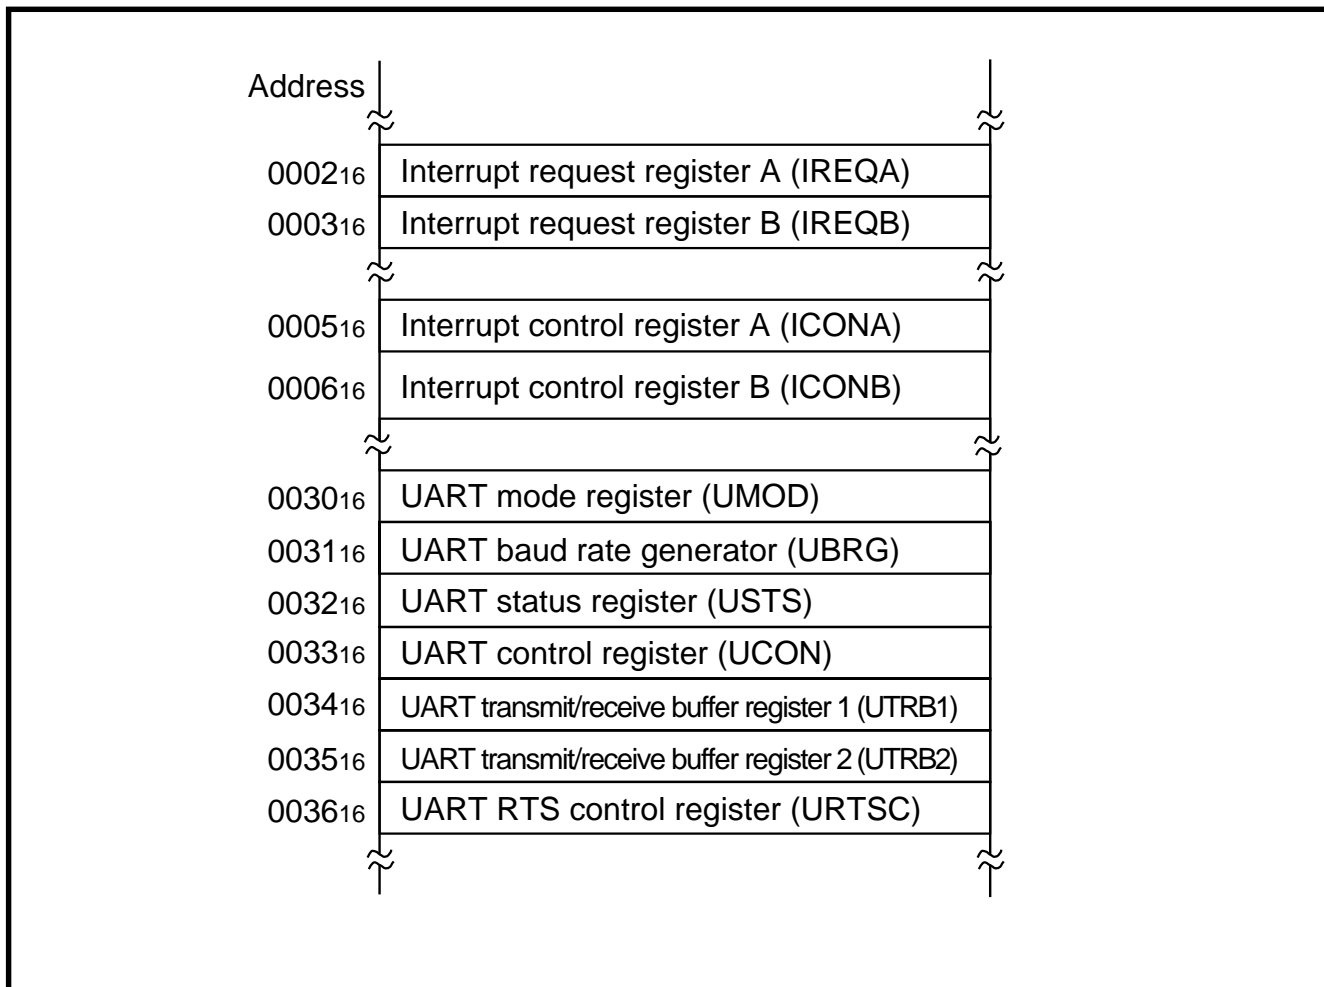 Address
0002₁₆ Interrupt request register A (IREQA)
0003₁₆ Interrupt request register B (IREQB)
0005₁₆ Interrupt control register A (ICONA)
0006₁₆ Interrupt control register B (ICONB)
0030₁₆ UART mode register (UMOD)
0031₁₆ UART baud rate generator (UBRG)
0032₁₆ UART status register (USTS)
0033₁₆ UART control register (UCON)
0034₁₆ UART transmit/receive buffer register 1 (UTRB1)
0035₁₆ UART transmit/receive buffer register 2 (UTRB2)
0036₁₆ UART RTS control register (URTSC)